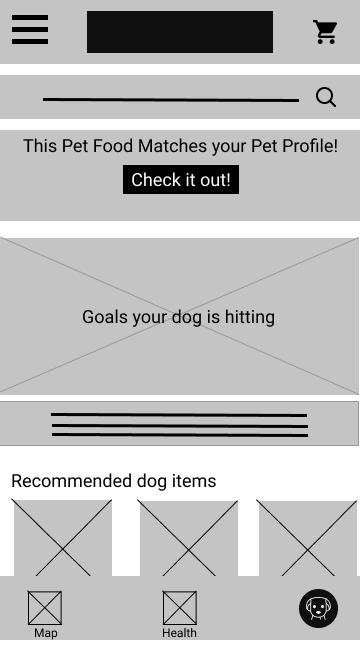 This Pet Food Matches your Pet Profile!
Check it out!
Goals your dog is hitting
Recommended dog items
Map
Health